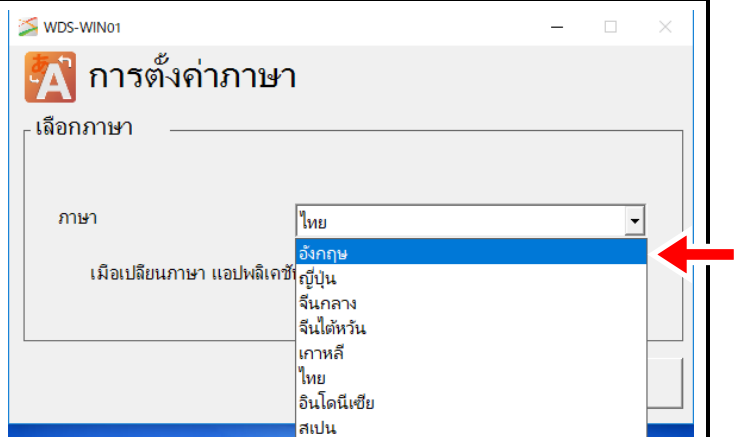 WDS-WIN01
การตั้งค่าภาษา
เลือกภาษา
ภาษา
ไทย
อังกฤษ
เมื่อเปลี่ยนภาษา แอปพลิเคชั
ญี่ปุ่น
จีนกลาง
จีนไต้หวัน
เกาหลี
ไทย
อินโดนีเซีย
สเปน